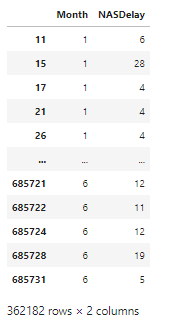 Month NASDelay
11 1 6
15 1 28
17 1 4
21 1 4
26 1 4
... ... ...
685721 6 12
685722 6 11
685724 6 12
685728 6 19
685731 6 5
362182 rows × 2 columns